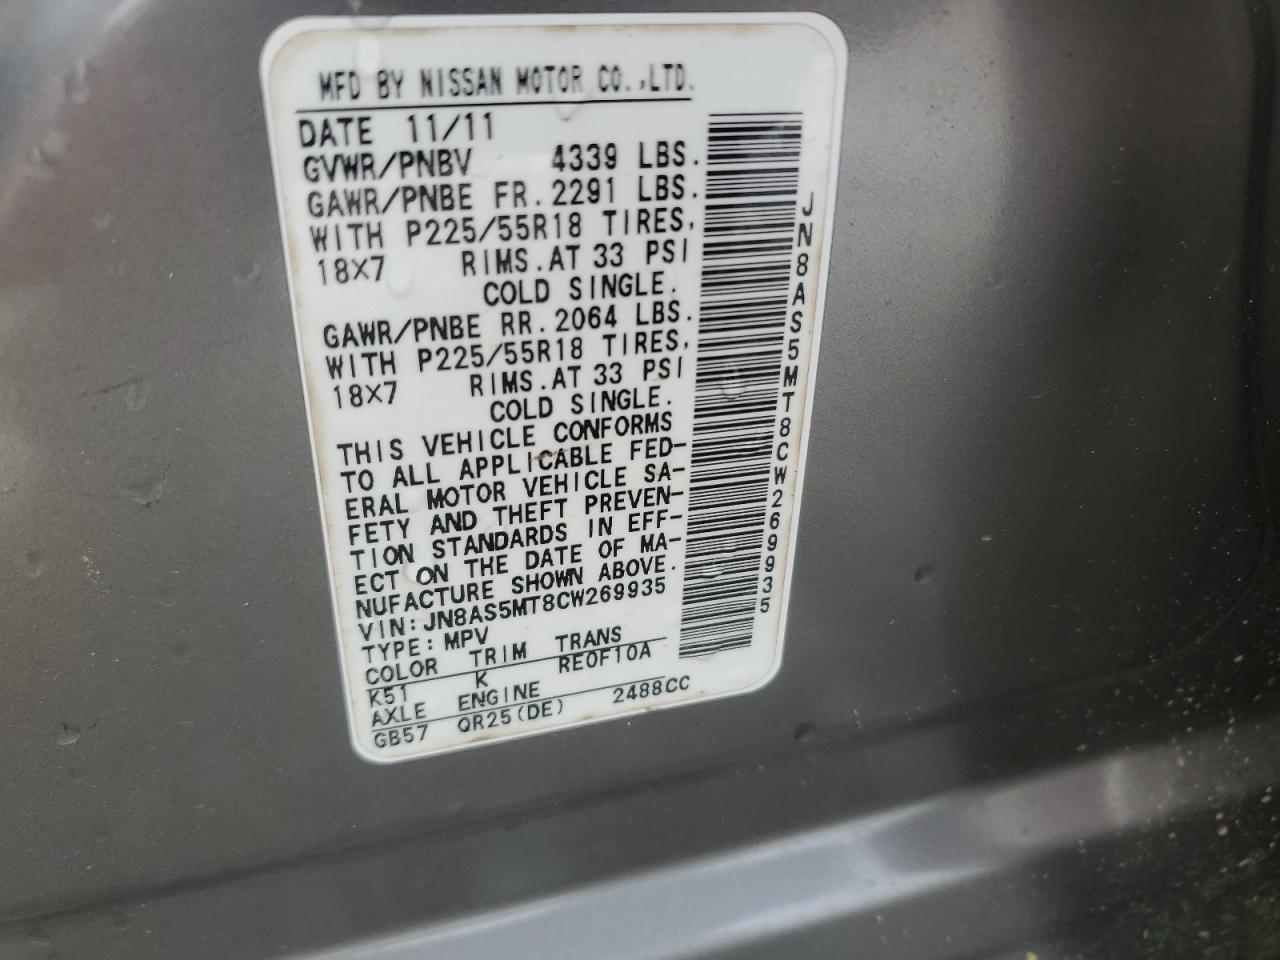 MFD BY NISSAN MOTOR CO.,LTD.
DATE 11/11
GVWR/PNBV 4339 LBS.
GAWR/PNBE FR.2291 LBS.
WITH P225/55R18 TIRES,
18X7 RIMS.AT 33 PSI
COLD SINGLE.
GAWR/PNBE RR.2064 LBS.
WITH P225/55R18 TIRES,
18X7 RIMS.AT 33 PSI
COLD SINGLE.
THIS VEHICLE CONFORMS
TO ALL APPLICABLE FED-
ERAL MOTOR VEHICLE SA-
FETY AND THEFT PREVEN-
TION STANDARDS IN EFF-
ECT ON THE DATE OF MA-
NUFACTURE SHOWN ABOVE.
VIN:JN8AS5MT8CW269935
TYPE:MPV
COLOR TRIM TRANS
K51 K RE0F10A
AXLE ENGINE
GB57 QR25(DE) 2488CC
JN8AS5MT8CW269935